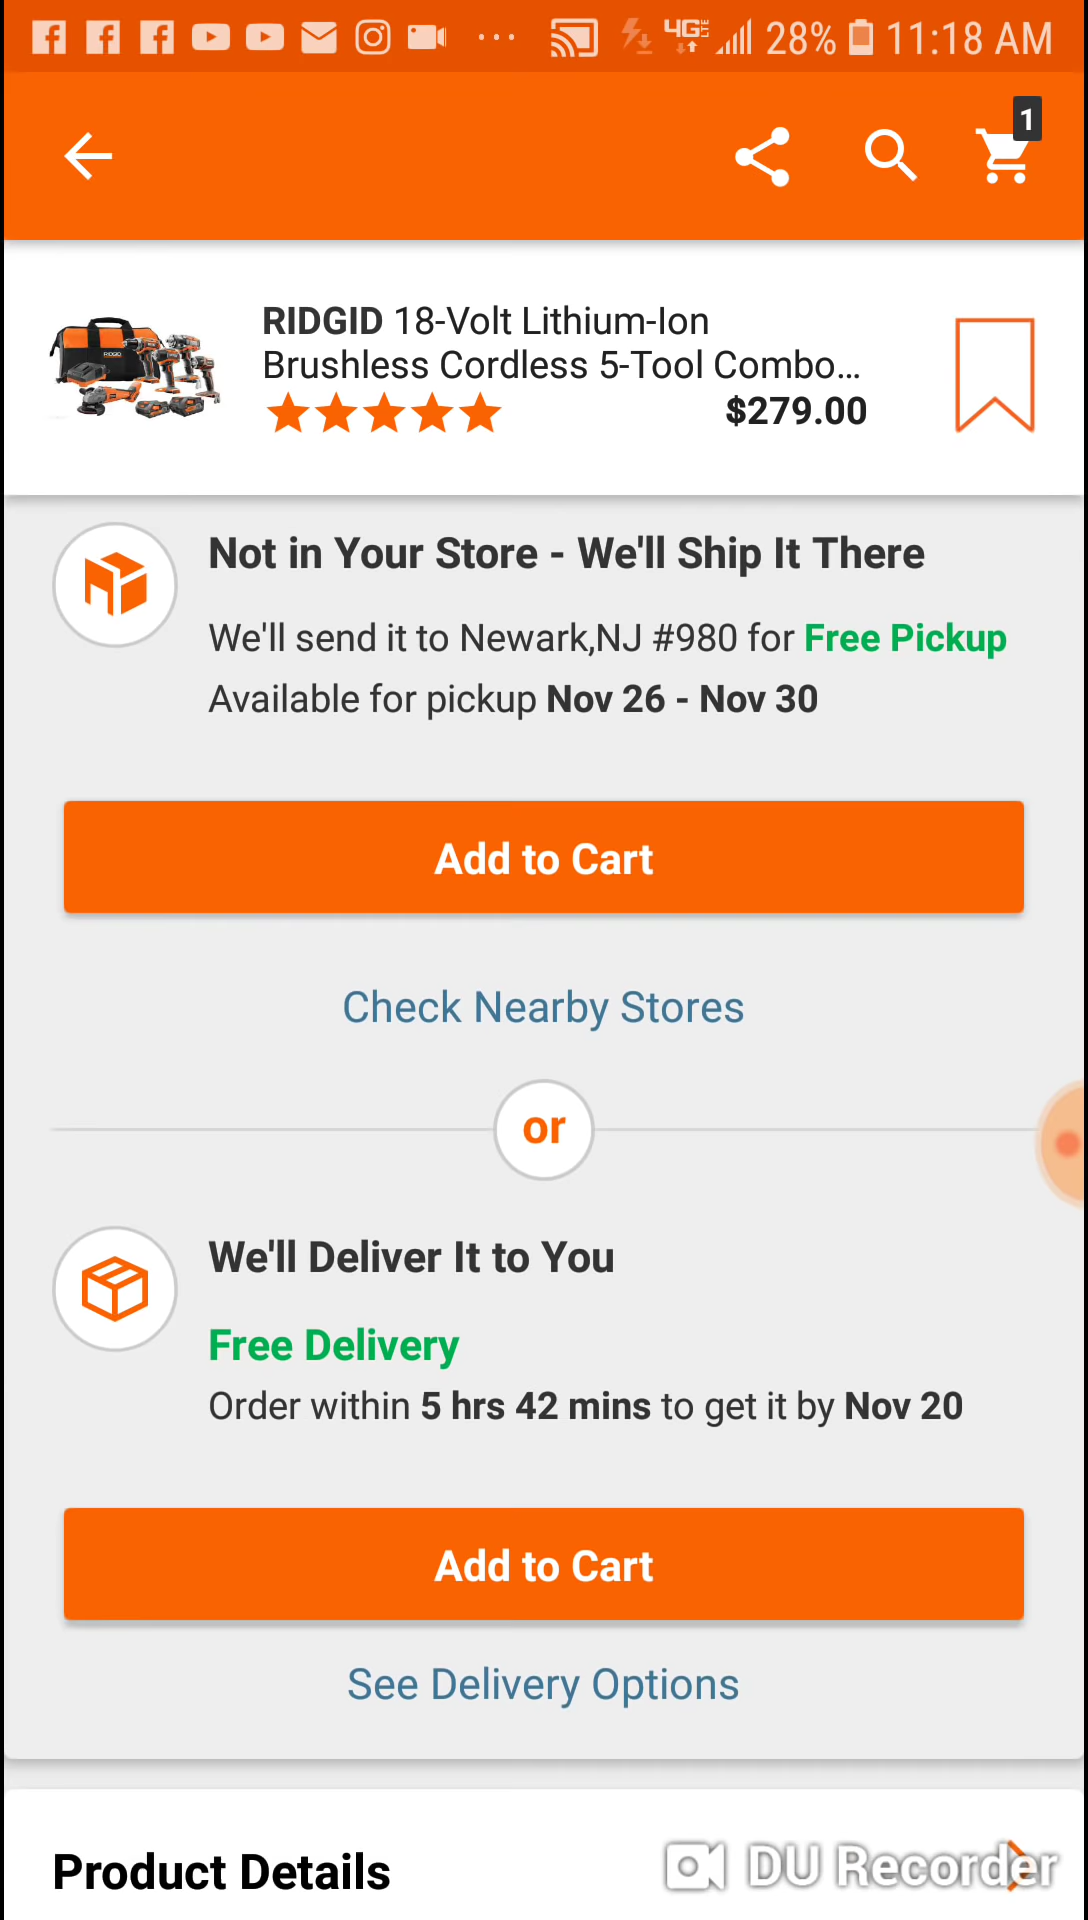 4G LTE 28% 11:18 AM
1
RIDGID 18-Volt Lithium-Ion
Brushless Cordless 5-Tool Combo...
$279.00
Not in Your Store - We'll Ship It There
We'll send it to Newark,NJ #980 for Free Pickup
Available for pickup Nov 26 - Nov 30
Add to Cart
Check Nearby Stores
or
We'll Deliver It to You
Free Delivery
Order within 5 hrs 42 mins to get it by Nov 20
Add to Cart
See Delivery Options
Product Details
DU Recorder